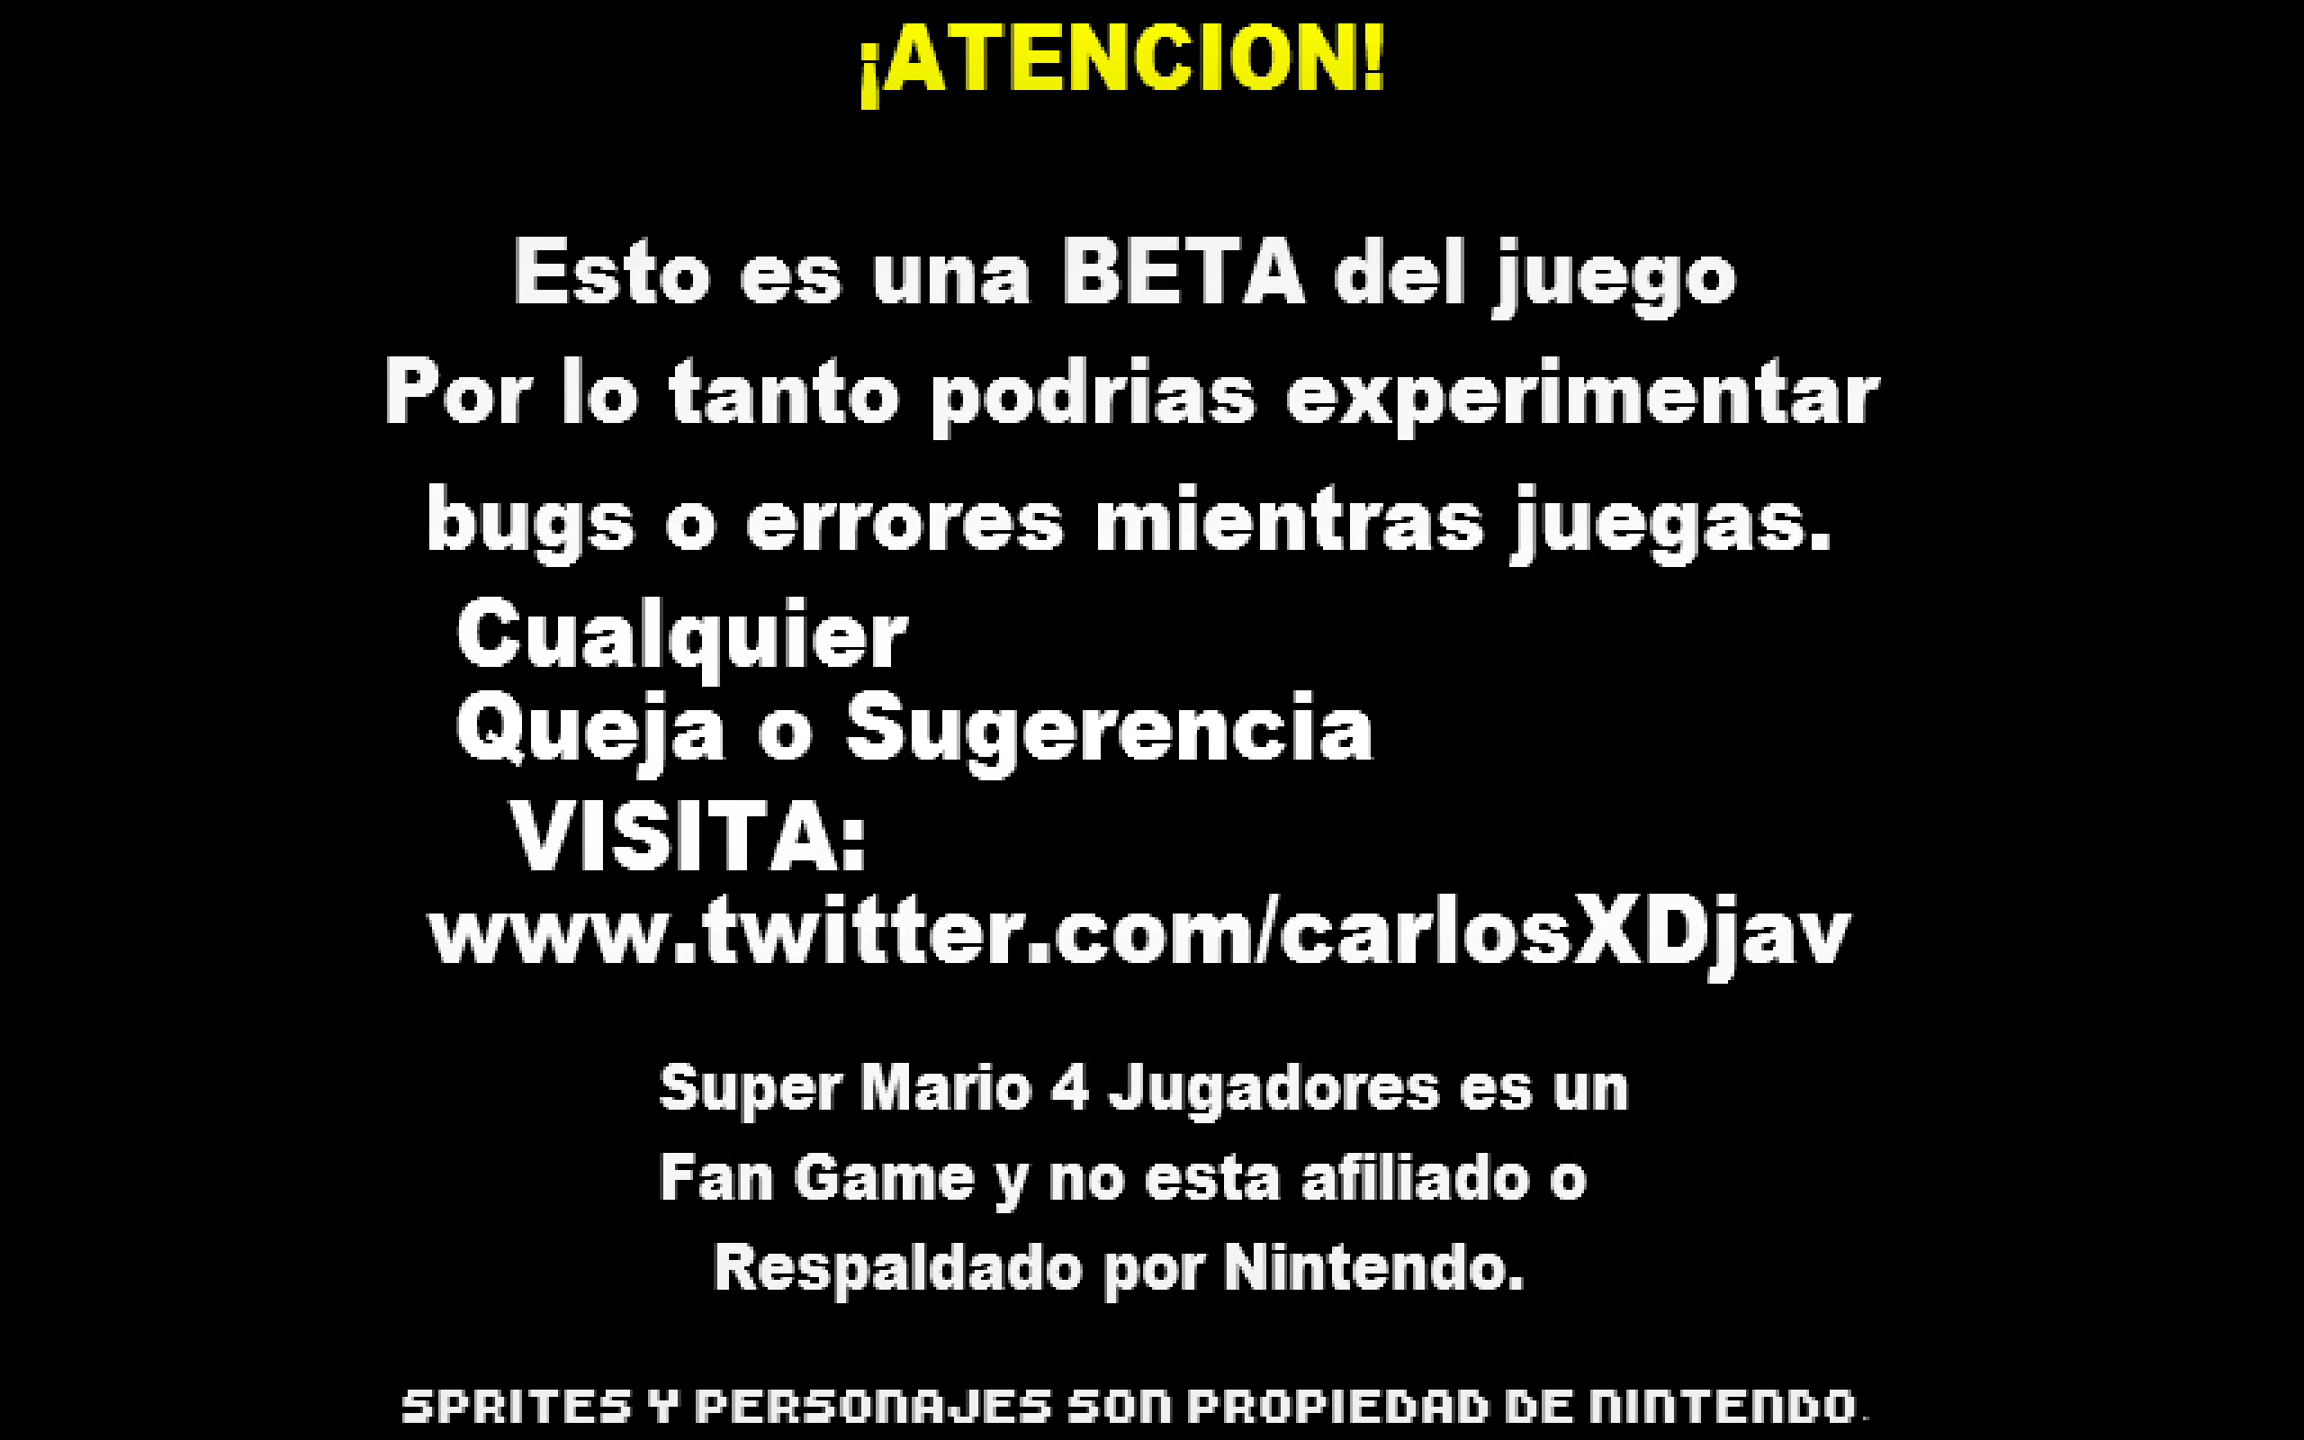 ¡ATENCION!
Esto es una BETA del juego
Por lo tanto podrias experimentar
bugs o errores mientras juegas.
Cualquier
Queja o Sugerencia
VISITA:
www.twitter.com/carlosXDjav
Super Mario 4 Jugadores es un
Fan Game y no esta afiliado o
Respaldado por Nintendo.
SPRITES Y PERSONAJES SON PROPIEDAD DE NINTENDO.